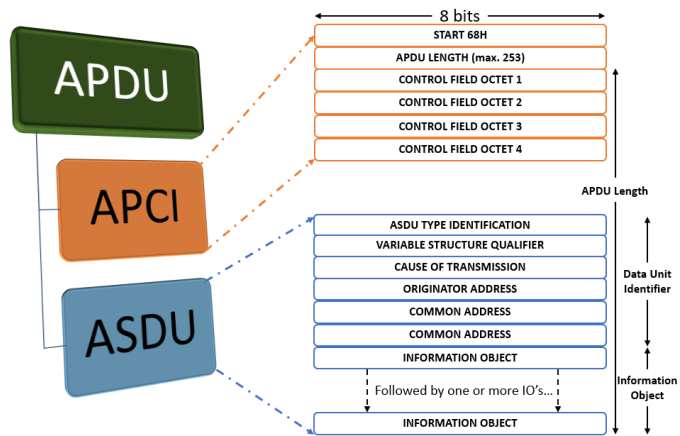 8 bits
APDU
START 68H
APDU LENGTH (max. 253)
CONTROL FIELD OCTET 1
CONTROL FIELD OCTET 2
CONTROL FIELD OCTET 3
CONTROL FIELD OCTET 4
APCI
APDU Length
ASDU TYPE IDENTIFICATION
VARIABLE STRUCTURE QUALIFIER
CAUSE OF TRANSMISSION
ORIGINATOR ADDRESS
COMMON ADDRESS
COMMON ADDRESS
INFORMATION OBJECT
Data Unit
Identifier
ASDU
Followed by one or more IO's...
Information
Object
INFORMATION OBJECT